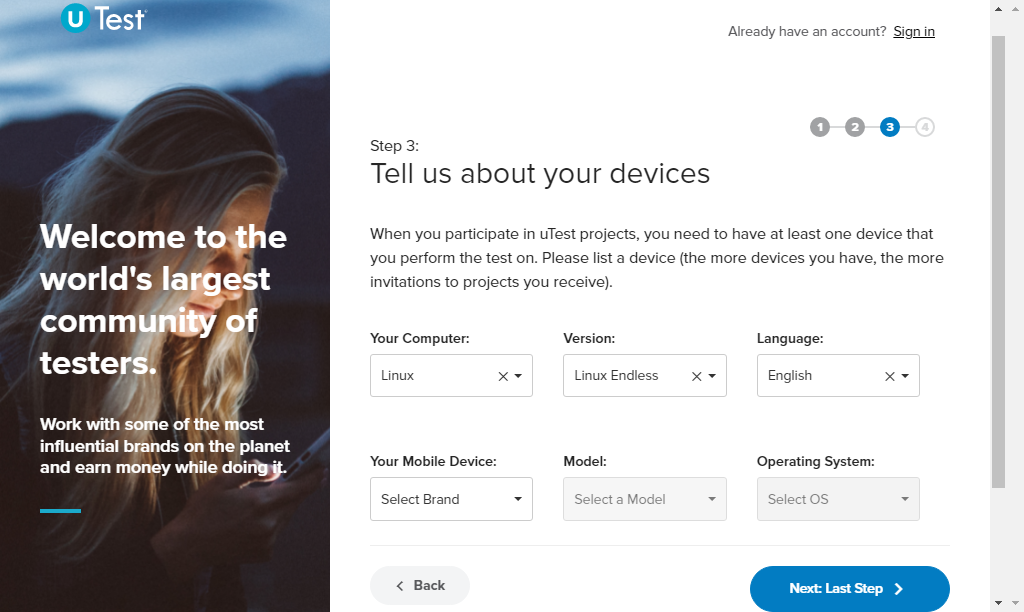 U Test
Already have an account? Sign in
1 2 3 4
Step 3:
Tell us about your devices
Welcome to the
world's largest
community of
testers.
Work with some of the most
influential brands on the planet
and earn money while doing it.
When you participate in uTest projects, you need to have at least one device that
you perform the test on. Please list a device (the more devices you have, the more
invitations to projects you receive).
Your Computer: Version: Language:
Linux Linux Endless English
Your Mobile Device: Model: Operating System:
Select Brand Select a Model Select OS
Back Next: Last Step